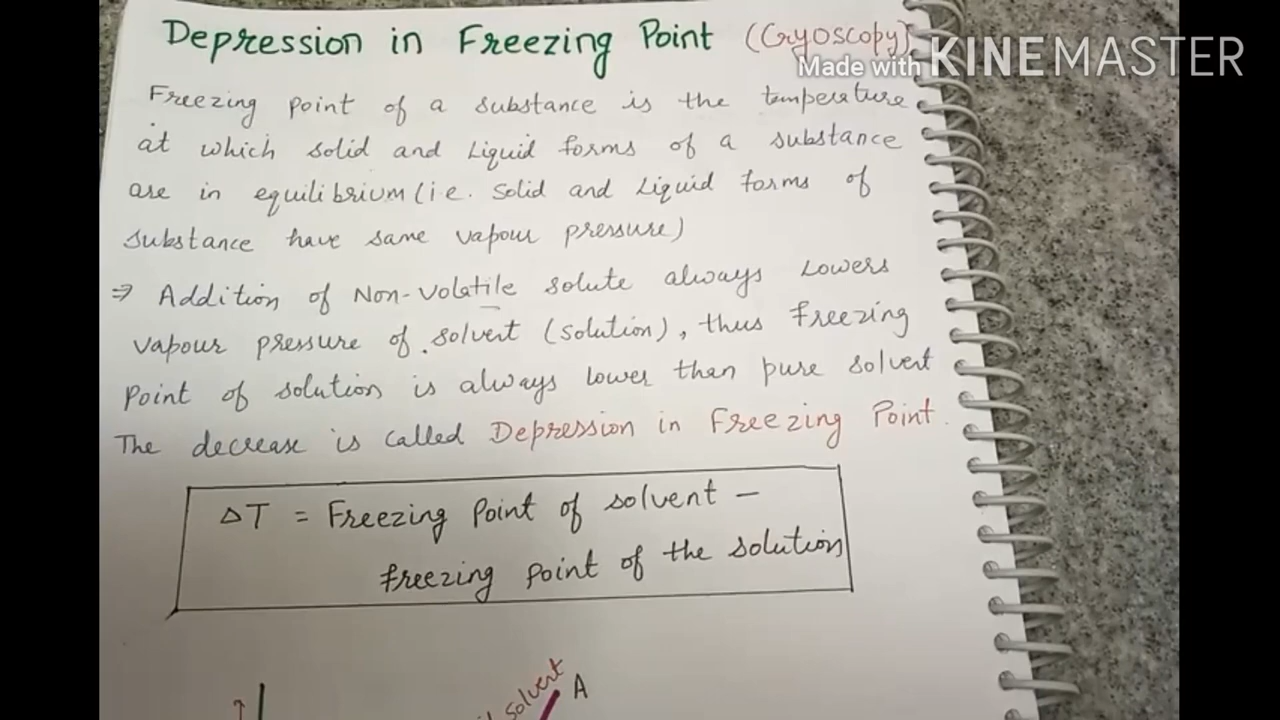 Depression in Freezing Point (Cryoscopy)
Made with KINEMASTER
Freezing point of a substance is the temperature
at which solid and Liquid forms of a substance
are in equilibrium (i.e. solid and Liquid forms of
substance have same vapour pressure)
⇒ Addition of Non-Volatile solute always Lowers
vapour pressure of solvent (solution), thus freezing
point of solution is always lower than pure solvent
The decrease is called Depression in Freezing Point.
ΔT = Freezing Point of solvent –
freezing point of the solution
solvent A